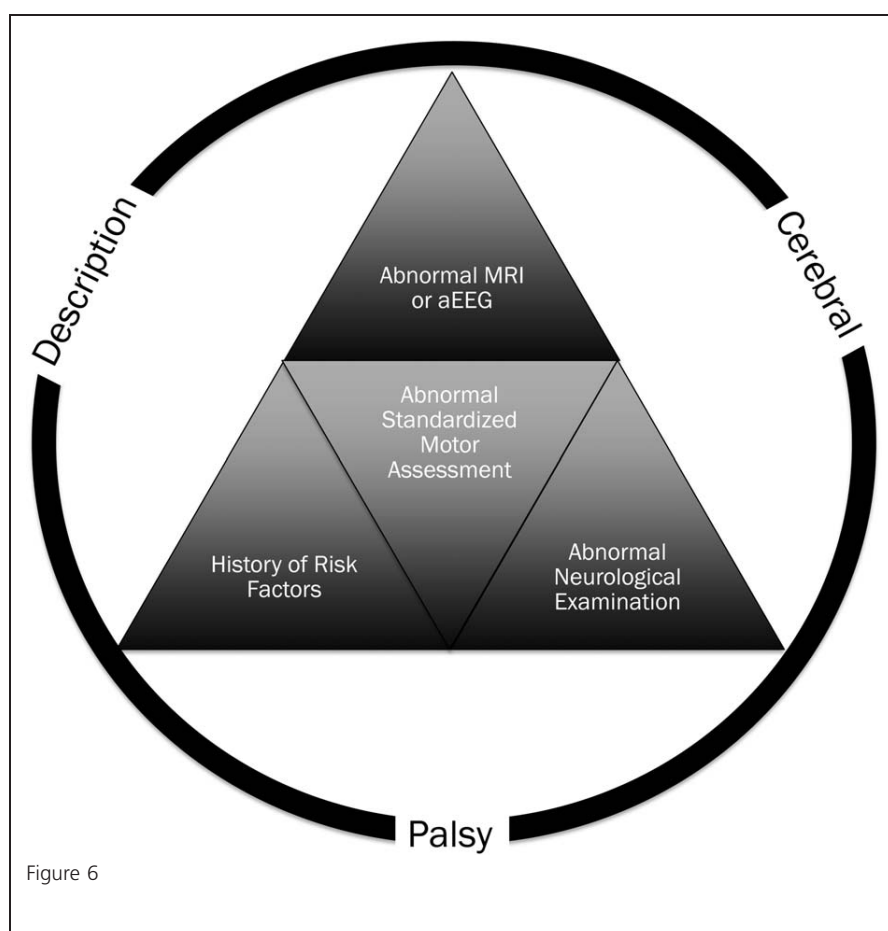 Description
Cerebral
Abnormal MRI
or aEEG
Abnormal
Standardized
Motor
Assessment
History of Risk
Factors
Abnormal
Neurological
Examination
Palsy
Figure 6